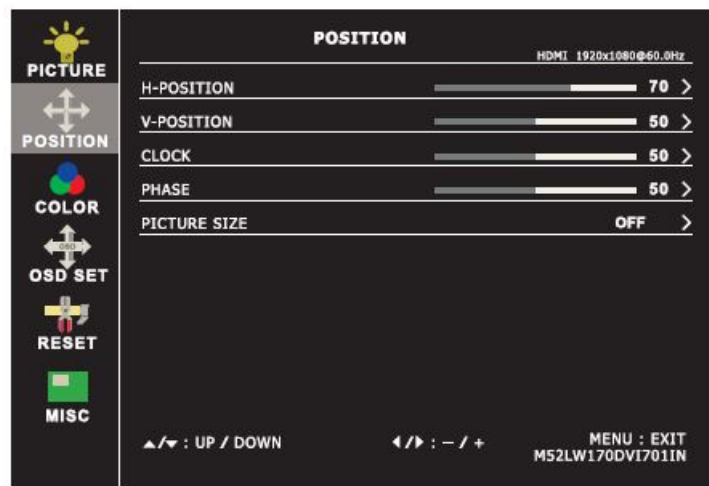 POSITION
HDMI 1920x1080@60.0Hz
PICTURE
H-POSITION 70 >
V-POSITION 50 >
POSITION
CLOCK 50 >
PHASE 50 >
COLOR
PICTURE SIZE OFF >
OSD
OSD SET
RESET
MISC
▲/▼ : UP / DOWN ◀/▶ : – / + MENU : EXIT
M52LW170DVI701IN